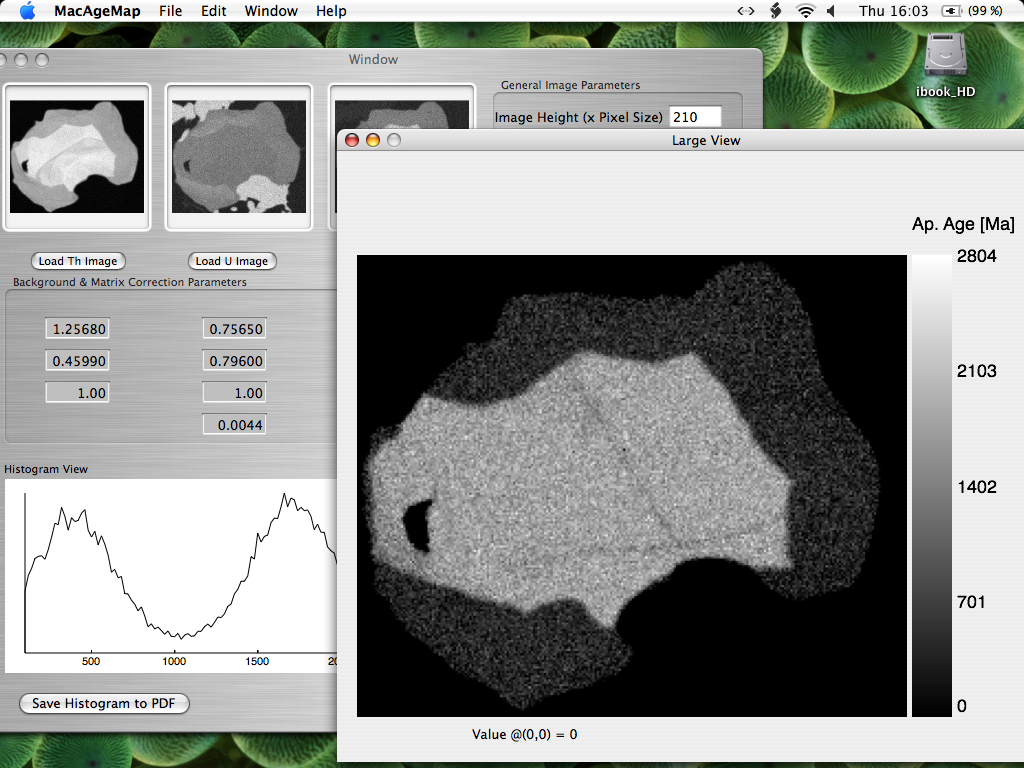 MacAgeMap File Edit Window Help Thu 16:03 (99 %)
ibook_HD
Window
General Image Parameters
Image Height (x Pixel Size) 210
Large View
Load Th Image Load U Image
Background & Matrix Correction Parameters
1.25680 0.75650
0.45990 0.79600
1.00 1.00
0.0044
Histogram View
500 1000 1500 20
Save Histogram to PDF
Ap. Age [Ma]
2804
2103
1402
701
0
Value @(0,0) = 0